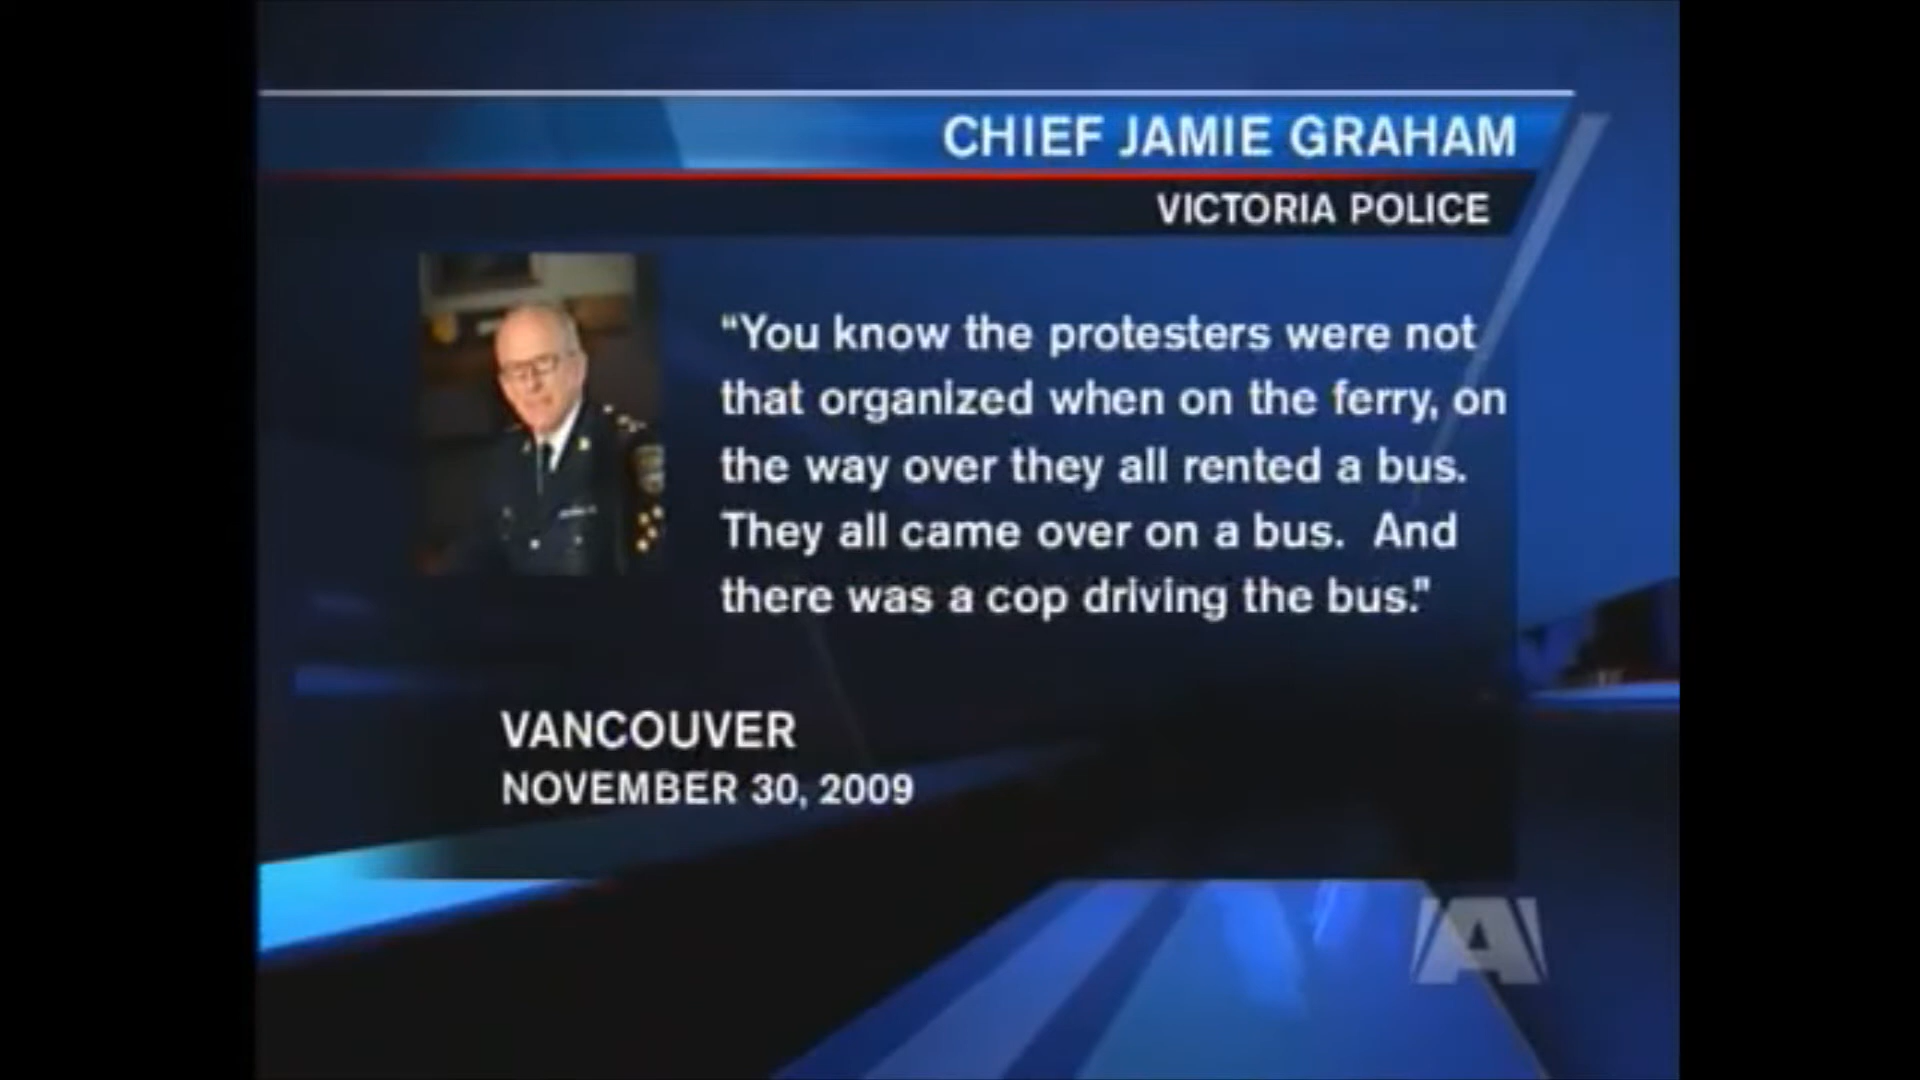 CHIEF JAMIE GRAHAM
VICTORIA POLICE
“You know the protesters were not
that organized when on the ferry, on
the way over they all rented a bus.
They all came over on a bus.  And
there was a cop driving the bus.”
VANCOUVER
NOVEMBER 30, 2009
A